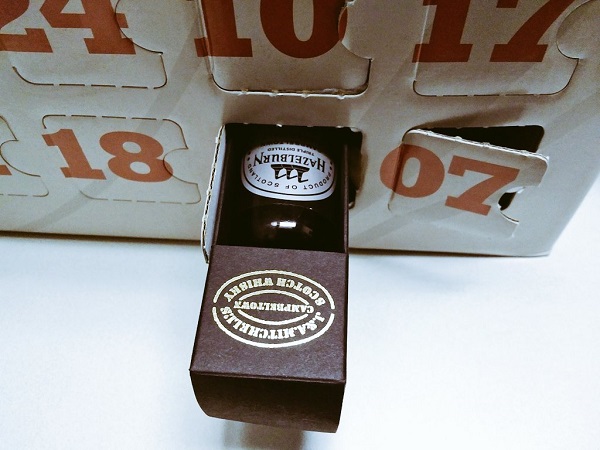 24
10
17
18
07
PRODUCT OF SCOTLAND
HAZELBURN
TRIPLE DISTILLED
J.&A.MITCHELL'S
CAMPBELTOWN
SCOTCH WHISKY